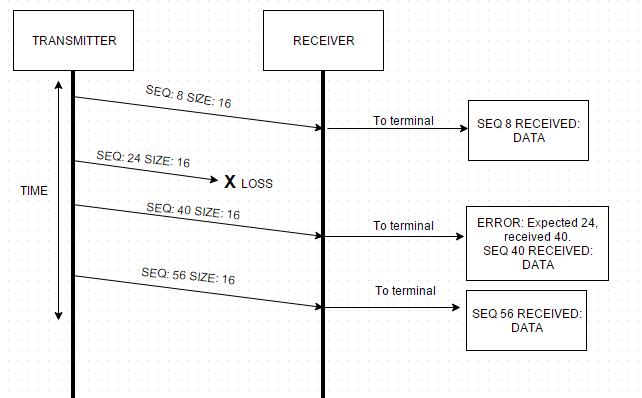 TRANSMITTER
RECEIVER
SEQ: 8 SIZE: 16
To terminal
SEQ 8 RECEIVED:
DATA
SEQ: 24 SIZE: 16
X LOSS
TIME
SEQ: 40 SIZE: 16
To terminal
ERROR: Expected 24,
received 40.
SEQ 40 RECEIVED:
DATA
SEQ: 56 SIZE: 16
To terminal
SEQ 56 RECEIVED:
DATA